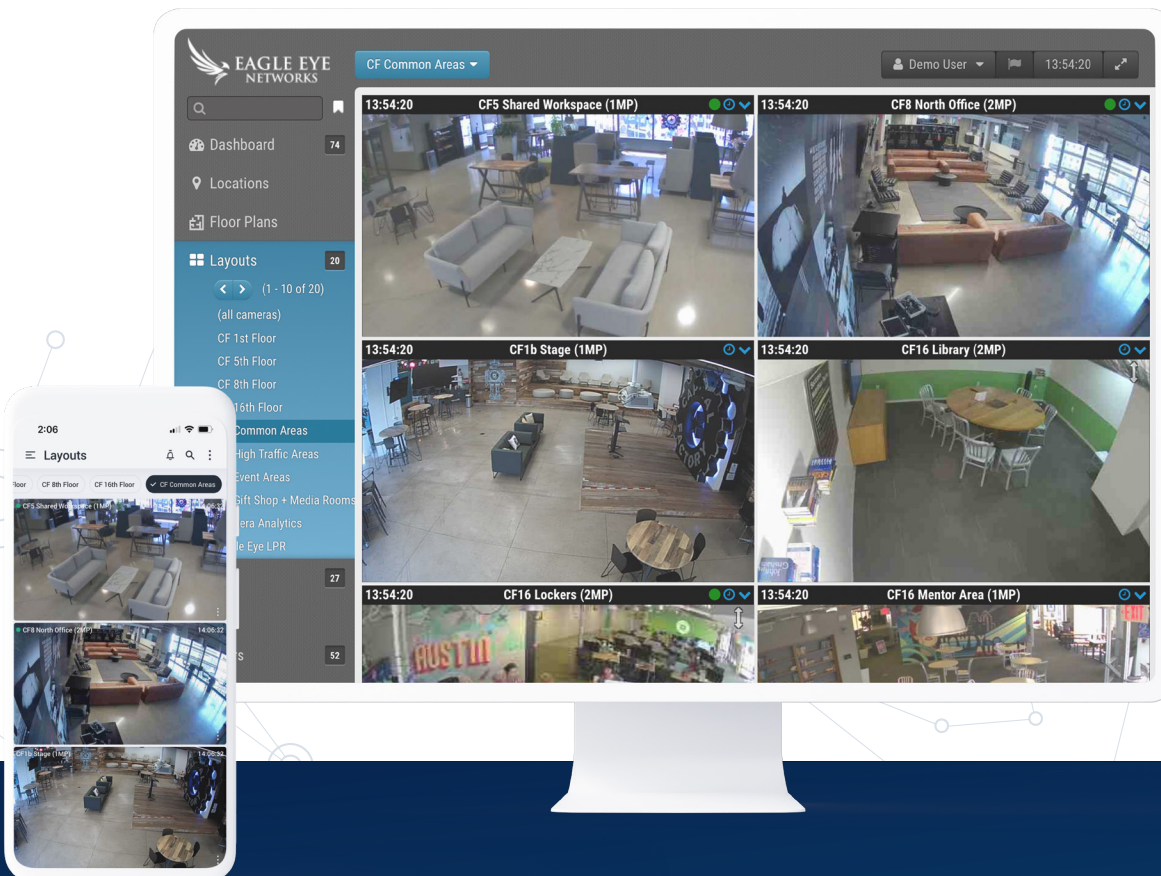 EAGLE EYE
NETWORKS
CF Common Areas
Demo User
13:54:20
Dashboard 74
Locations
Floor Plans
Layouts 20
(1 - 10 of 20)
(all cameras)
CF 1st Floor
CF 5th Floor
CF 8th Floor
16th Floor
Common Areas
High Traffic Areas
Event Areas
Gift Shop + Media Rooms
era Analytics
le Eye LPR
27
52
13:54:20 CF5 Shared Workspace (1MP)
13:54:20 CF8 North Office (2MP)
13:54:20 CF1b Stage (1MP)
CTORY
13:54:20 CF16 Library (2MP)
13:54:20 CF16 Lockers (2MP)
AUSTIN
13:54:20 CF16 Mentor Area (1MP)
EXIT
2:06
Layouts
loor
CF 8th Floor
CF 16th Floor
CF Common Areas
CF5 Shared Workspace (1MP) 14:06:32
CF8 North Office (2MP) 14:06:32
CF1b Stage (1MP) 14:06:32